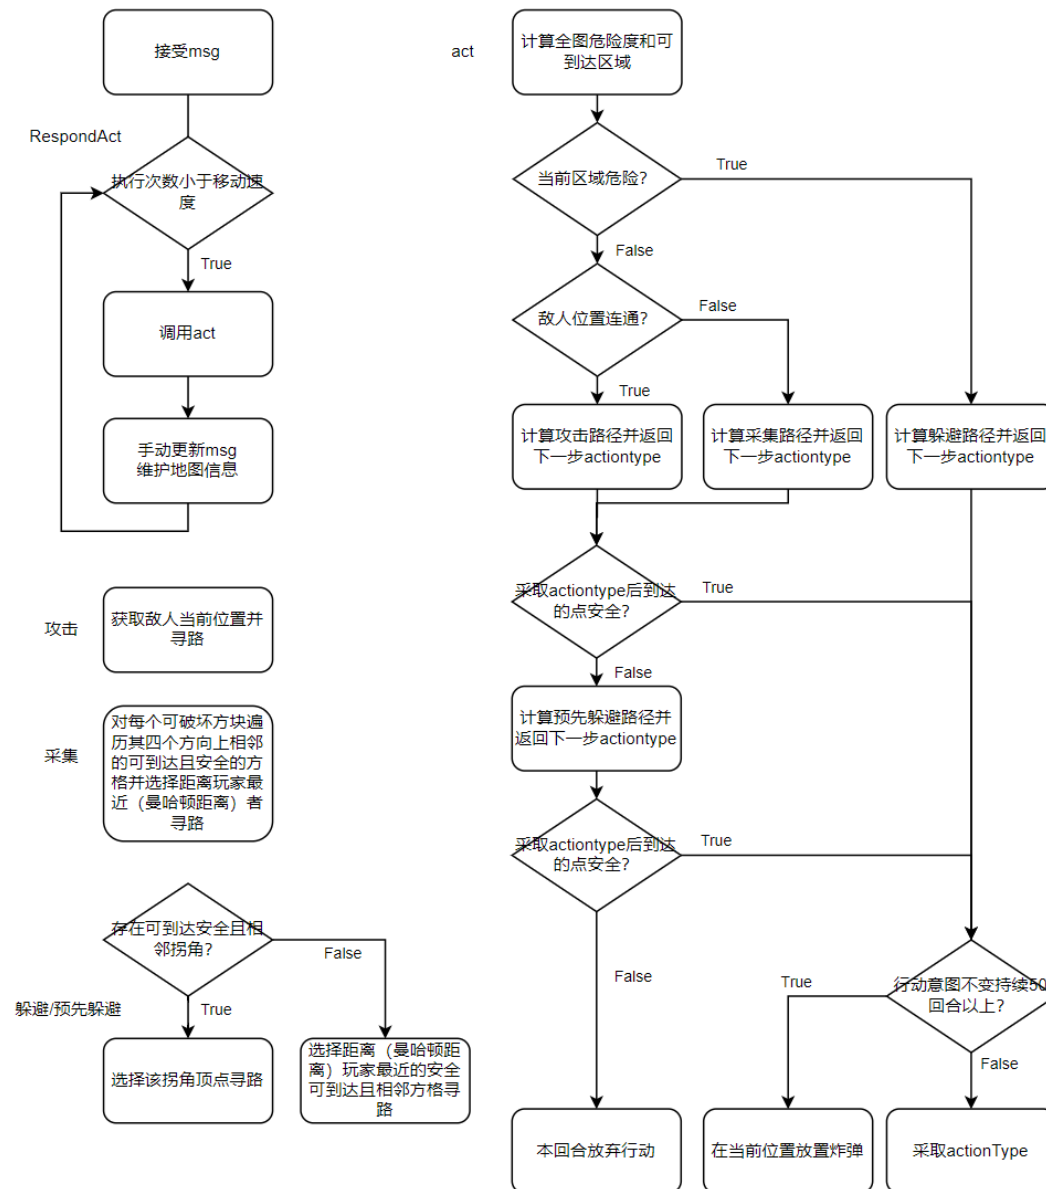 接受msg
RespondAct
执行次数小于移动速
度
True
调用act
手动更新msg
维护地图信息
攻击
获取敌人当前位置并
寻路
采集
对每个可破坏方块遍
历其四个方向上相邻
的可到达且安全的方
格并选择距离玩家最
近（曼哈顿距离）者
寻路
存在可到达安全且相
邻拐角？
False
躲避/预先躲避
True
选择该拐角顶点寻路
选择距离（曼哈顿距
离）玩家最近的安全
可到达且相邻方格寻
路
act
计算全图危险度和可
到达区域
当前区域危险？
True
False
敌人位置连通？
False
True
计算攻击路径并返回
下一步actiontype
计算采集路径并返回
下一步actiontype
计算躲避路径并返回
下一步actiontype
采取actiontype后到达
的点安全？
True
False
计算预先躲避路径并
返回下一步actiontype
采取actiontype后到达
的点安全？
True
False
行动意图不变持续50
回合以上？
True
False
本回合放弃行动
在当前位置放置炸弹
采取actionType